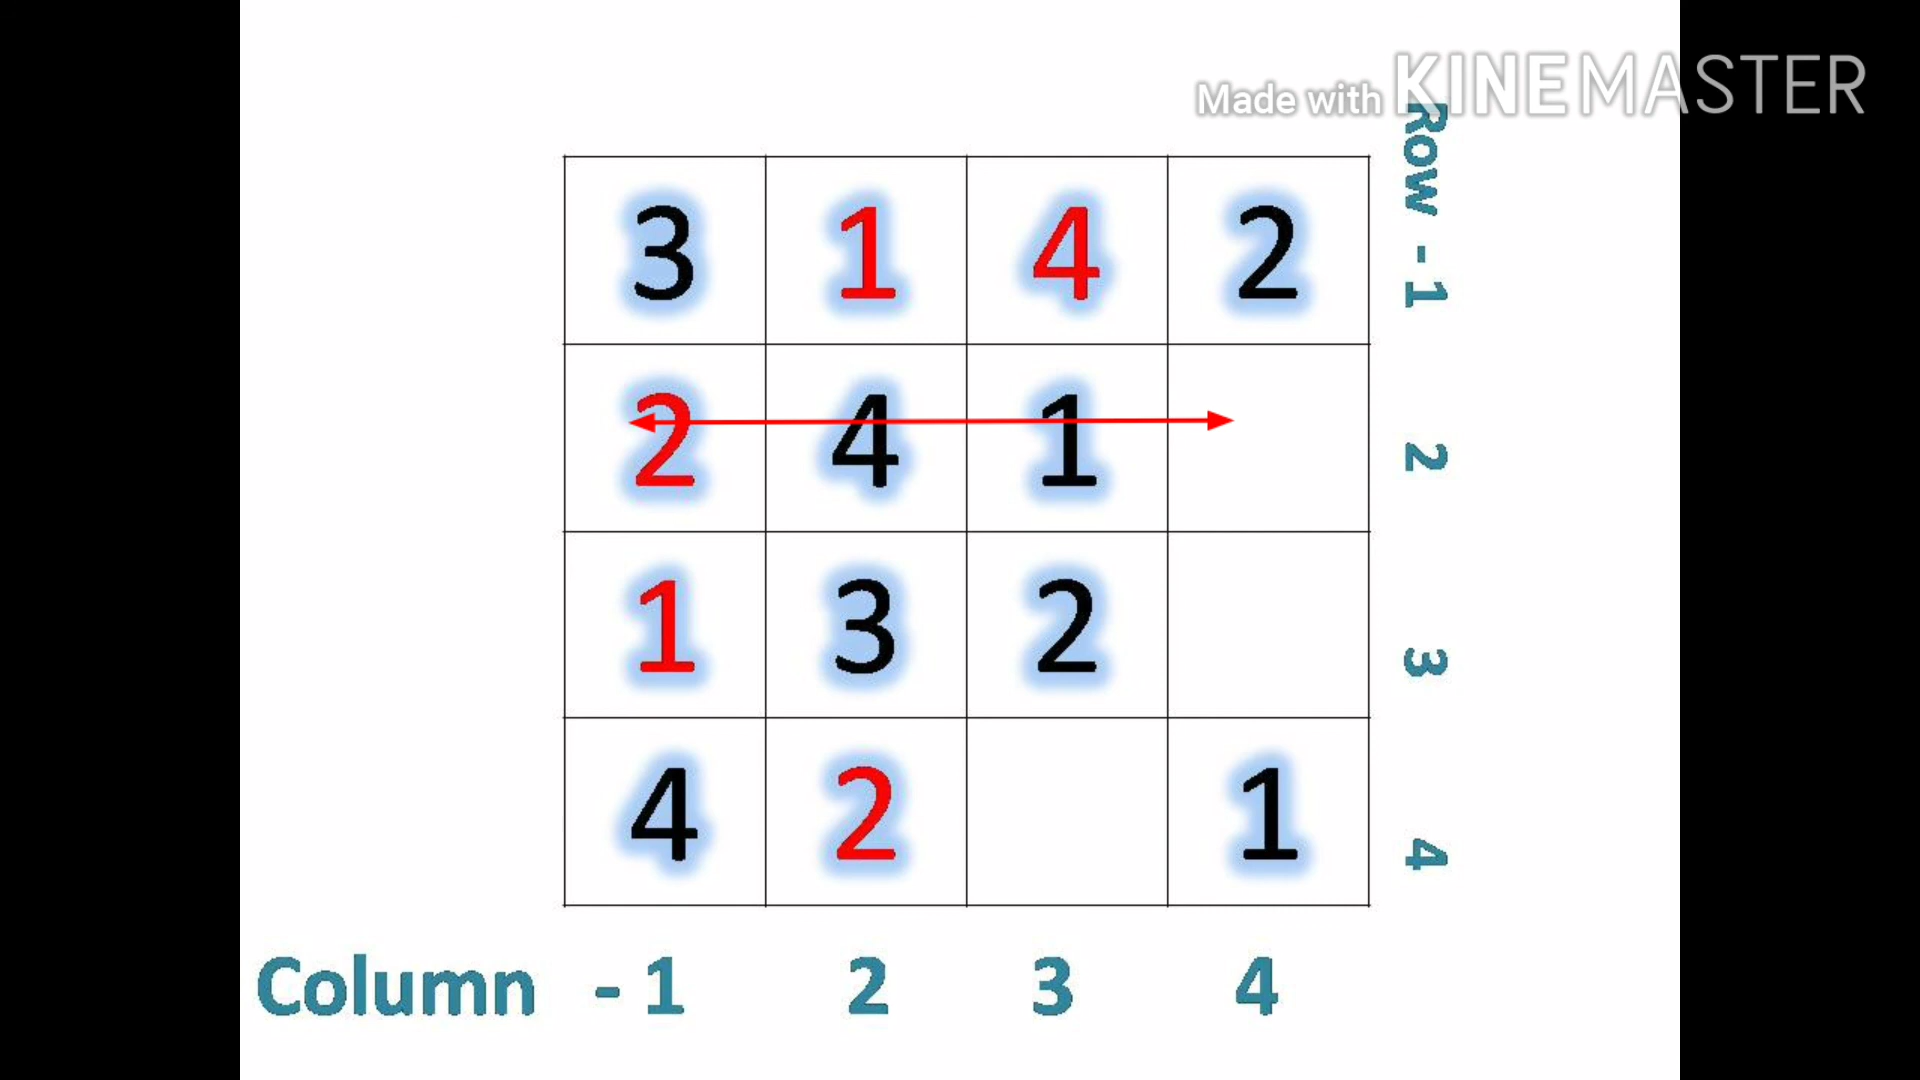 Made with KINEMASTER
Row - 1 2 3 4
3 1 4 2
2 4 1
1 3 2
4 2 1
Column - 1 2 3 4